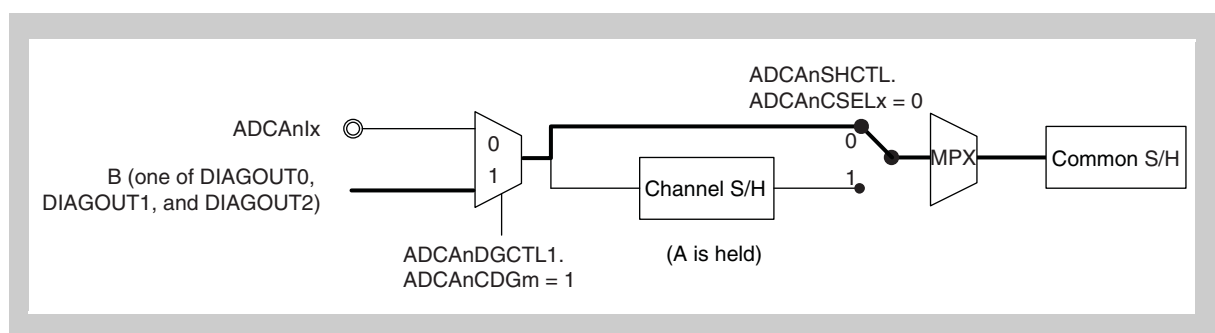 ADCAnSHCTL.
ADCAnCSELx = 0
ADCAnIx
0
0
1
MPX
Common S/H
B (one of DIAGOUT0,
DIAGOUT1, and DIAGOUT2)
1
Channel S/H
ADCAnDGCTL1.
ADCAnCDGm = 1
(A is held)